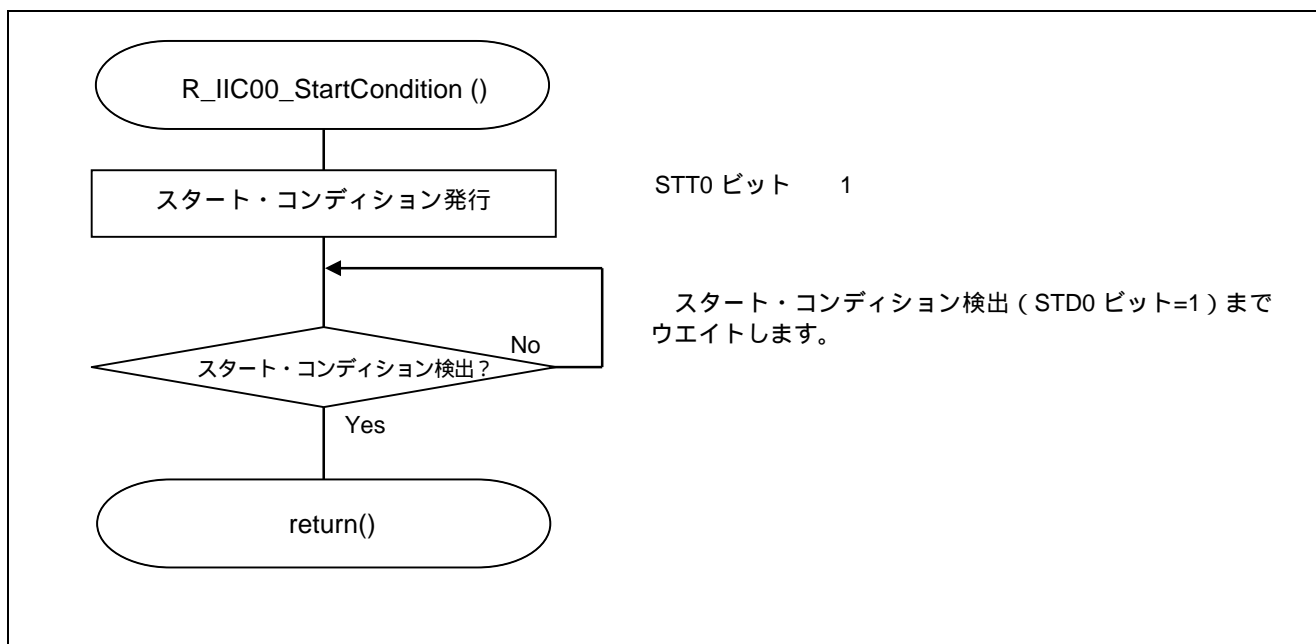 R_IIC00_StartCondition ()
スタート・コンディション発行
STT0 ビット　　1
スタート・コンディション検出（STD0 ビット=1）まで
ウエイトします。
No
スタート・コンディション検出？
Yes
return()